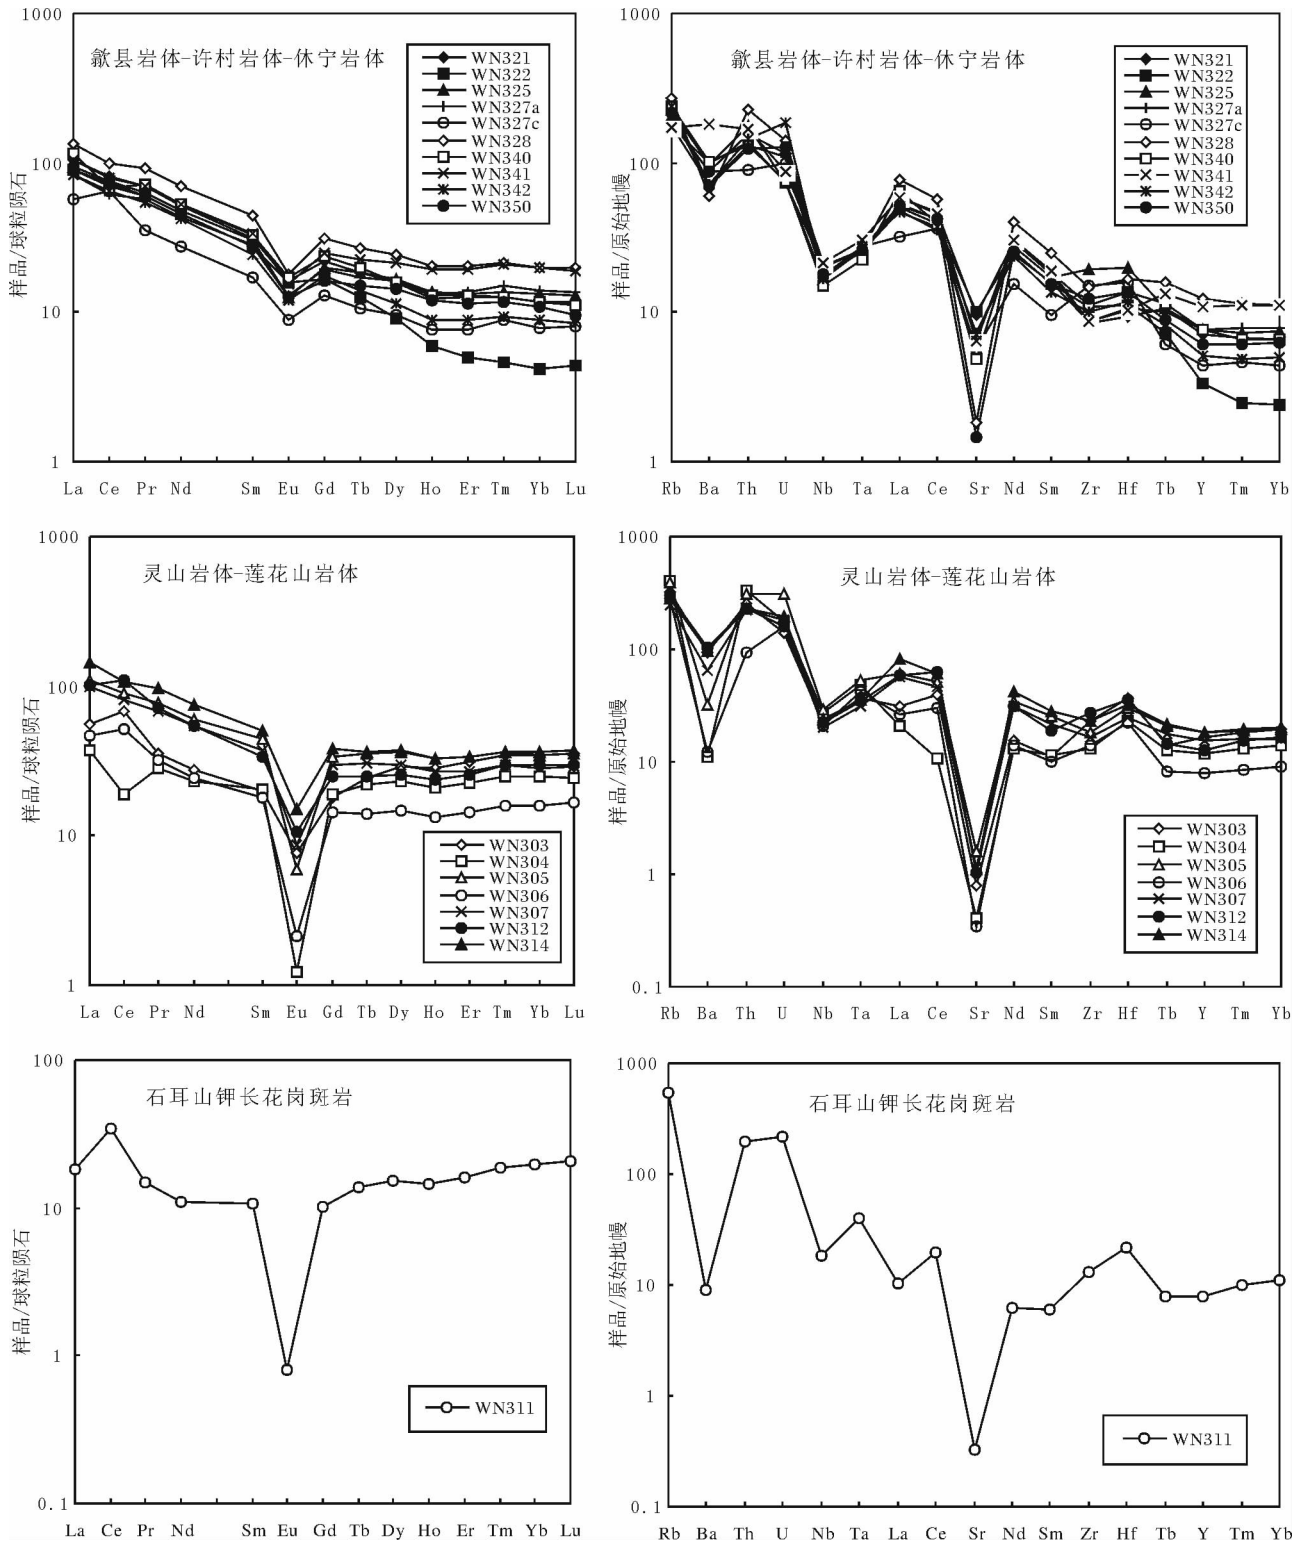 1000
100
10
1
样品/球粒陨石
歙县岩体-许村岩体-休宁岩体
WN321
WN322
WN325
WN327a
WN327c
WN328
WN340
WN341
WN342
WN350
La Ce Pr Nd Sm Eu Gd Tb Dy Ho Er Tm Yb Lu
1000
100
10
1
样品/原始地幔
歙县岩体-许村岩体-休宁岩体
WN321
WN322
WN325
WN327a
WN327c
WN328
WN340
WN341
WN342
WN350
Rb Ba Th U Nb Ta La Ce Sr Nd Sm Zr Hf Tb Y Tm Yb
1000
100
10
1
样品/球粒陨石
灵山岩体-莲花山岩体
WN303
WN304
WN305
WN306
WN307
WN312
WN314
La Ce Pr Nd Sm Eu Gd Tb Dy Ho Er Tm Yb Lu
1000
100
10
1
0.1
样品/原始地幔
灵山岩体-莲花山岩体
WN303
WN304
WN305
WN306
WN307
WN312
WN314
Rb Ba Th U Nb Ta La Ce Sr Nd Sm Zr Hf Tb Y Tm Yb
100
10
1
0.1
样品/球粒陨石
石耳山钾长花岗斑岩
WN311
La Ce Pr Nd Sm Eu Gd Tb Dy Ho Er Tm Yb Lu
1000
100
10
1
0.1
样品/原始地幔
石耳山钾长花岗斑岩
WN311
Rb Ba Th U Nb Ta La Ce Sr Nd Sm Zr Hf Tb Y Tm Yb